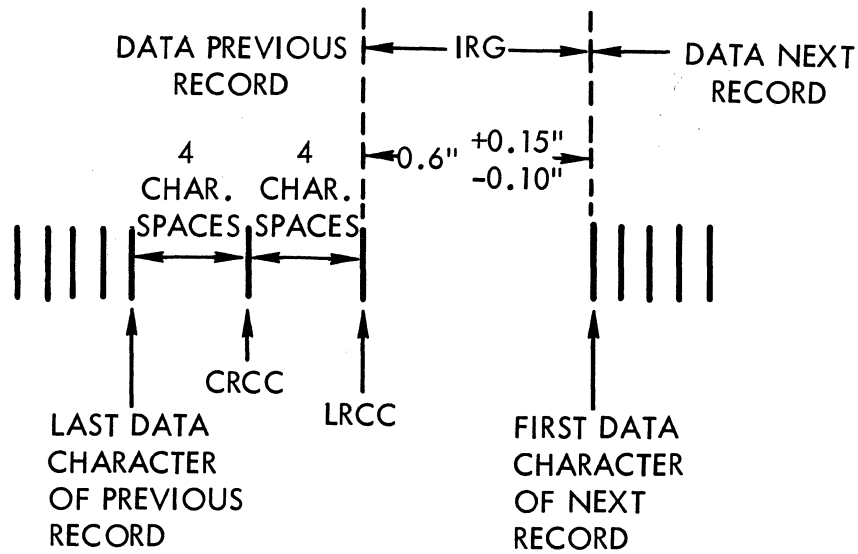 DATA PREVIOUS
RECORD
IRG
DATA NEXT
RECORD
0.6" +0.15"
-0.10"
4
CHAR.
SPACES
4
CHAR.
SPACES
CRCC
LRCC
LAST DATA
CHARACTER
OF PREVIOUS
RECORD
FIRST DATA
CHARACTER
OF NEXT
RECORD